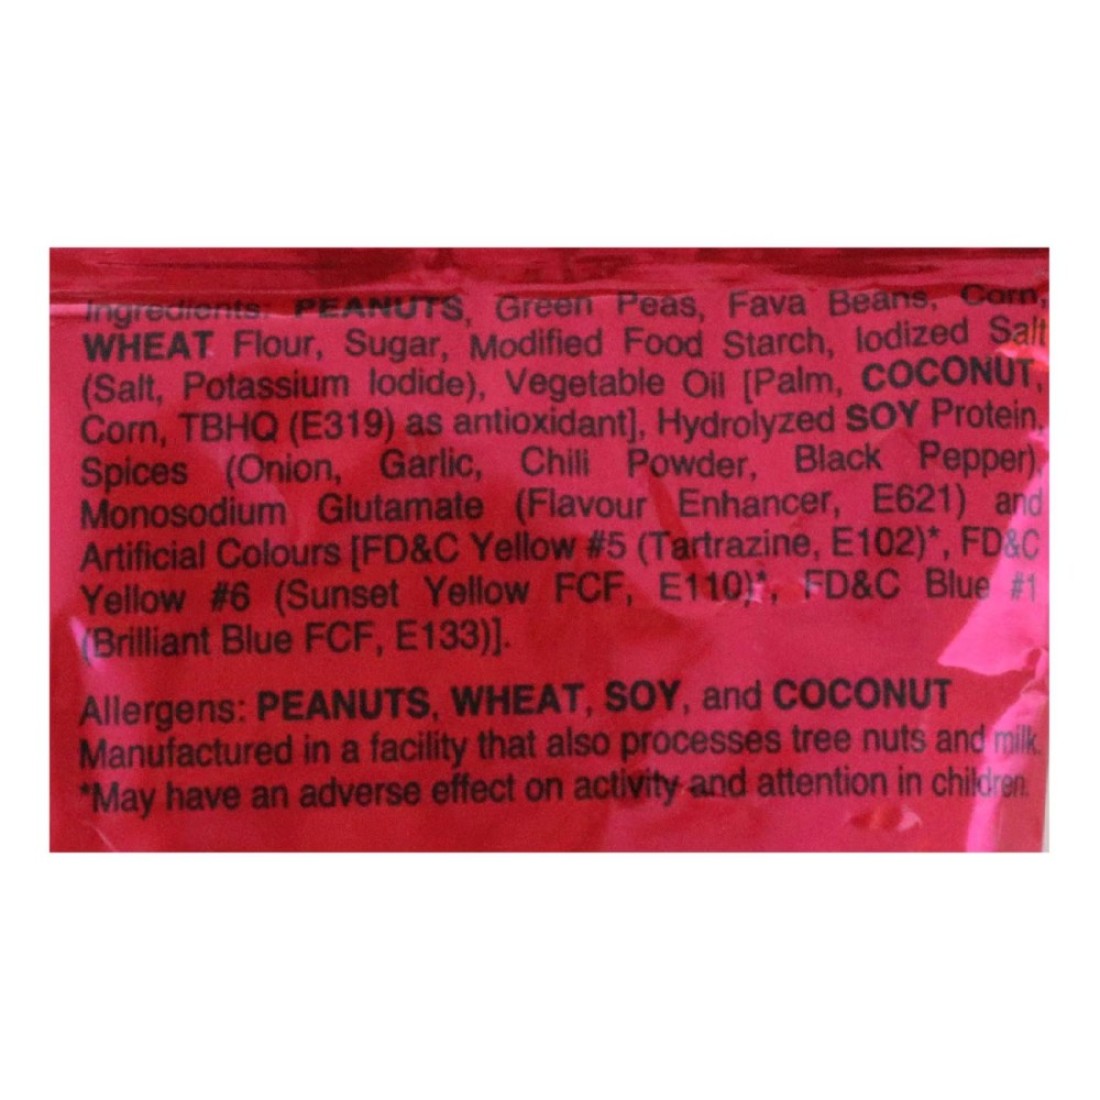 Ingredients: PEANUTS, Green Peas, Fava Beans, Corn,
WHEAT Flour, Sugar, Modified Food Starch, Iodized Salt
(Salt, Potassium Iodide), Vegetable Oil [Palm, COCONUT,
Corn, TBHQ (E319) as antioxidant], Hydrolyzed SOY Protein,
Spices (Onion, Garlic, Chili Powder, Black Pepper),
Monosodium Glutamate (Flavour Enhancer, E621) and
Artificial Colours [FD&C Yellow #5 (Tartrazine, E102)*, FD&C
Yellow #6 (Sunset Yellow FCF, E110)*, FD&C Blue #1
(Brilliant Blue FCF, E133)].
Allergens: PEANUTS, WHEAT, SOY, and COCONUT
Manufactured in a facility that also processes tree nuts and milk.
*May have an adverse effect on activity and attention in children.